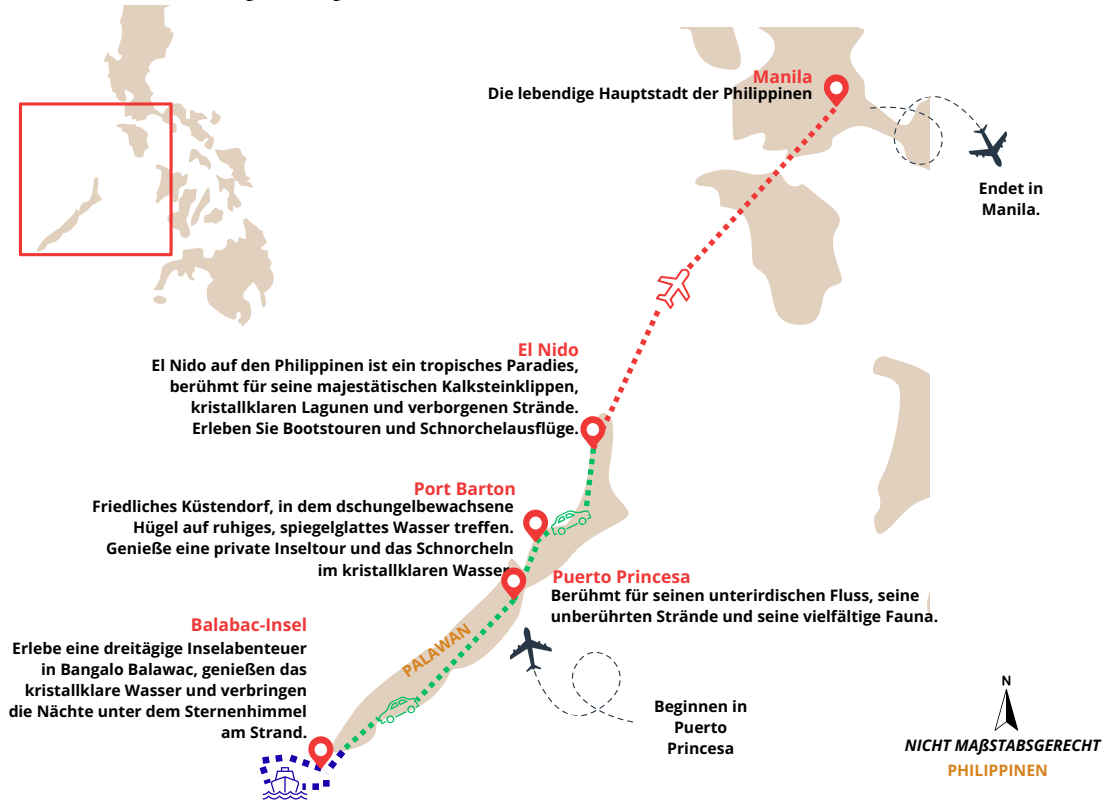 Manila
Die lebendige Hauptstadt der Philippinen
Endet in
Manila.
El Nido
El Nido auf den Philippinen ist ein tropisches Paradies,
berühmt für seine majestätischen Kalksteinklippen,
kristallklaren Lagunen und verborgenen Strände.
Erleben Sie Bootstouren und Schnorchelausflüge.
Port Barton
Friedliches Küstendorf, in dem dschungelbewachsene
Hügel auf ruhiges, spiegelglattes Wasser treffen.
Genieße eine private Inseltour und das Schnorcheln
im kristallklaren Wasser.
Puerto Princesa
Berühmt für seinen unterirdischen Fluss, seine
unberührten Strände und seine vielfältige Fauna.
Balabac-Insel
Erlebe eine dreitägige Inselabenteuer
in Bangalo Balawac, genießen das
kristallklare Wasser und verbringen
die Nächte unter dem Sternenhimmel
am Strand.
PALAWAN
Beginnen in
Puerto
Princesa
N
NICHT MAßSTABSGERECHT
PHILIPPINEN